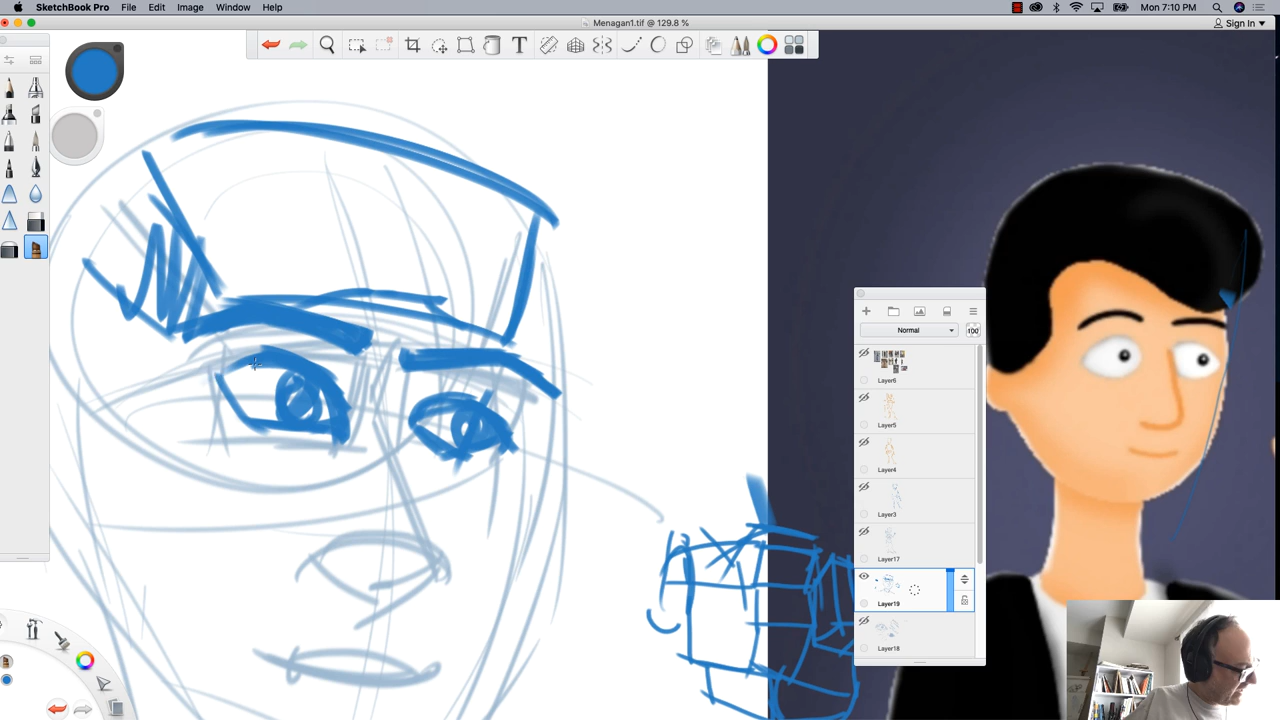 SketchBook Pro File Edit Image Window Help Mon 7:10 PM
Menagan1.tif @ 129.8 % Sign In
T
Normal 100
Layer6
Layer5
Layer4
Layer3
Layer17
Layer19
Layer18